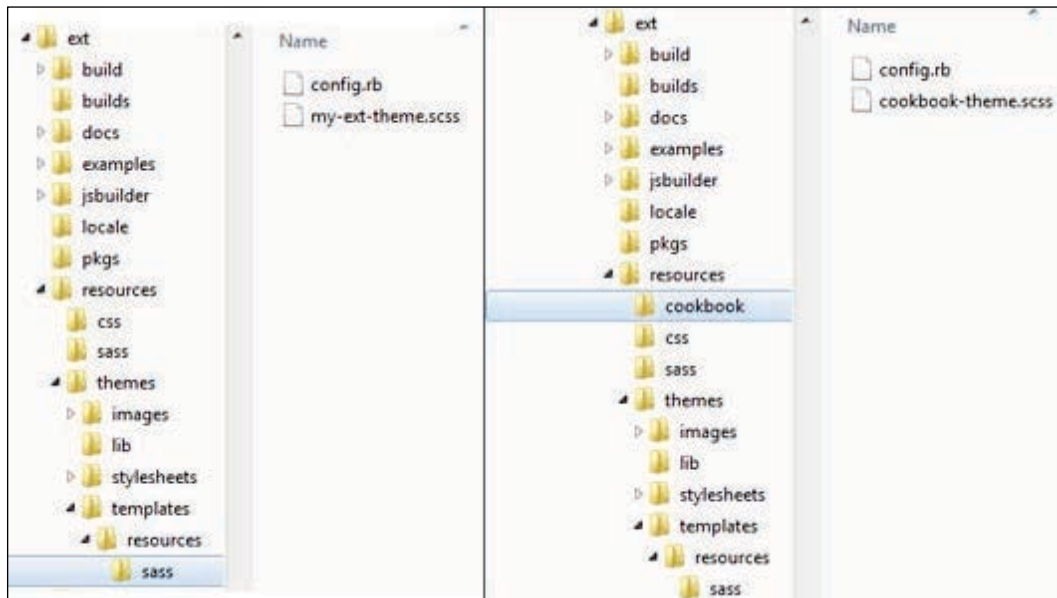 ext
build
builds
docs
examples
jsbuilder
locale
pkgs
resources
css
sass
themes
images
lib
stylesheets
templates
resources
sass
Name
config.rb
my-ext-theme.scss
ext
build
builds
docs
examples
jsbuilder
locale
pkgs
resources
cookbook
css
sass
themes
images
lib
stylesheets
templates
resources
sass
Name
config.rb
cookbook-theme.scss